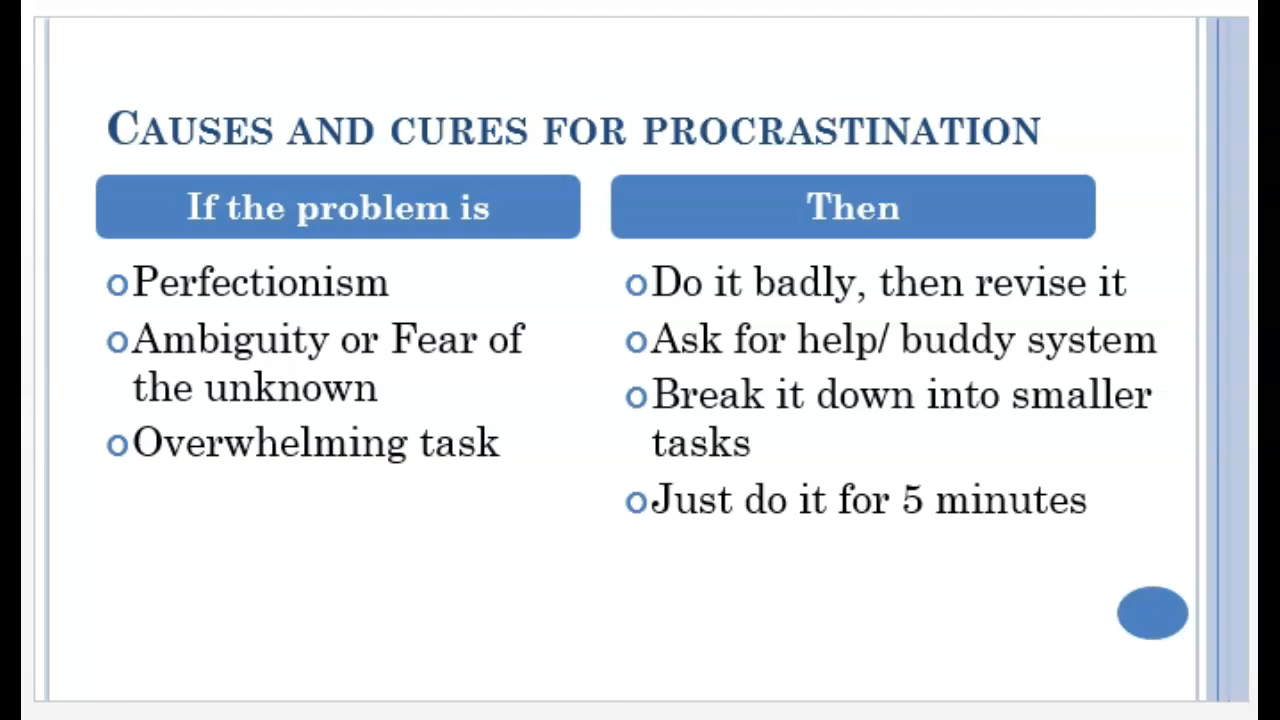 CAUSES AND CURES FOR PROCRASTINATION
If the problem is
Perfectionism
Ambiguity or Fear of
the unknown
Overwhelming task
Then
Do it badly, then revise it
Ask for help/ buddy system
Break it down into smaller
tasks
Just do it for 5 minutes